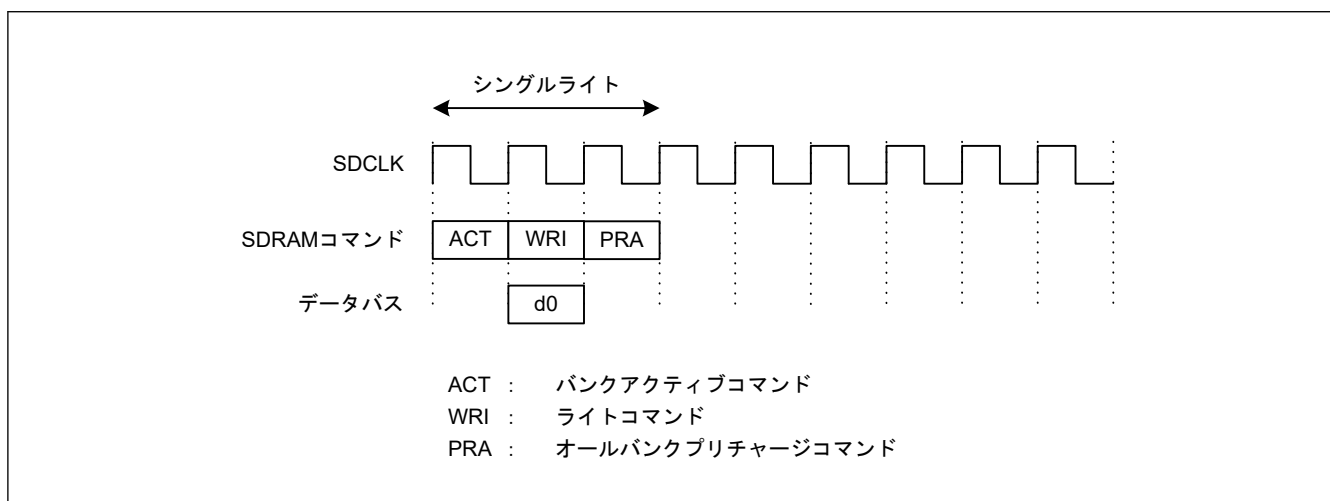 シングルライト
SDCLK
SDRAMコマンド ACT WRI PRA
データバス d0
ACT : バンクアクティブコマンド
WRI : ライトコマンド
PRA : オールバンクプリチャージコマンド